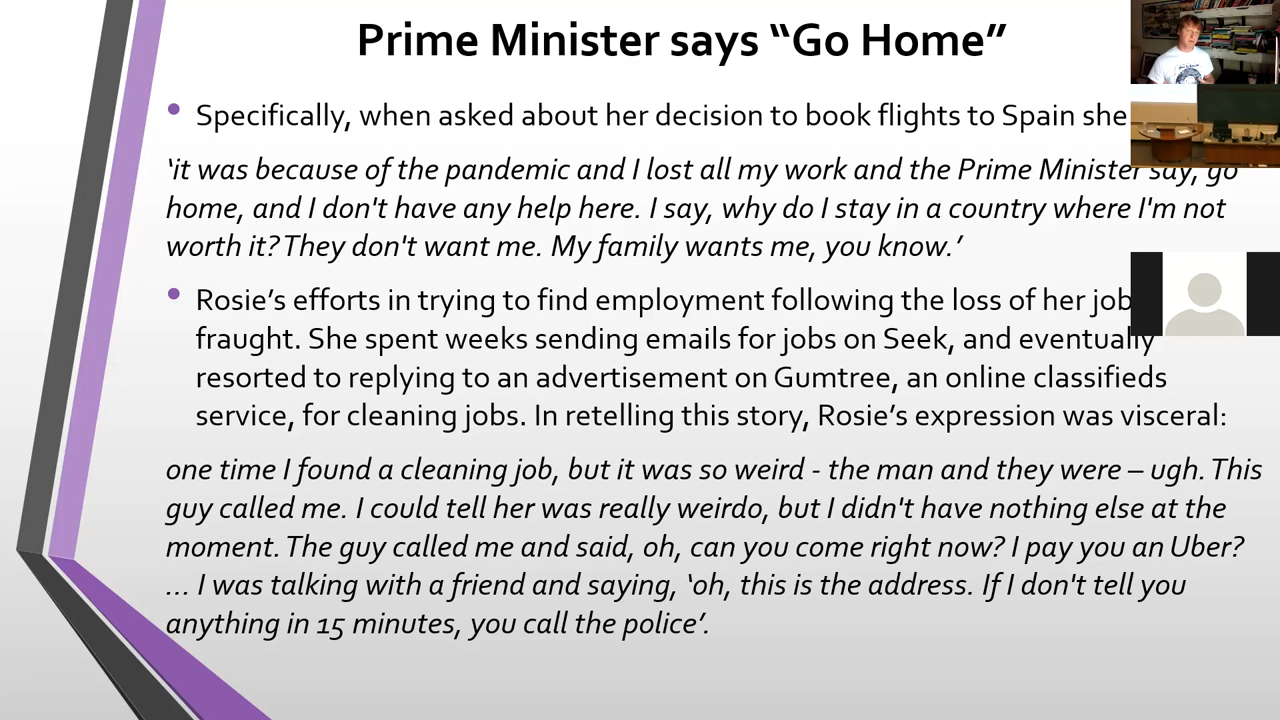 Prime Minister says “Go Home”
• Specifically, when asked about her decision to book flights to Spain she
‘it was because of the pandemic and I lost all my work and the Prime Minister say, go
home, and I don't have any help here. I say, why do I stay in a country where I'm not
worth it? They don't want me. My family wants me, you know.’
• Rosie’s efforts in trying to find employment following the loss of her job
fraught. She spent weeks sending emails for jobs on Seek, and eventually
resorted to replying to an advertisement on Gumtree, an online classifieds
service, for cleaning jobs. In retelling this story, Rosie’s expression was visceral:
one time I found a cleaning job, but it was so weird - the man and they were – ugh. This
guy called me. I could tell her was really weirdo, but I didn't have nothing else at the
moment. The guy called me and said, oh, can you come right now? I pay you an Uber?
... I was talking with a friend and saying, ‘oh, this is the address. If I don't tell you
anything in 15 minutes, you call the police’.